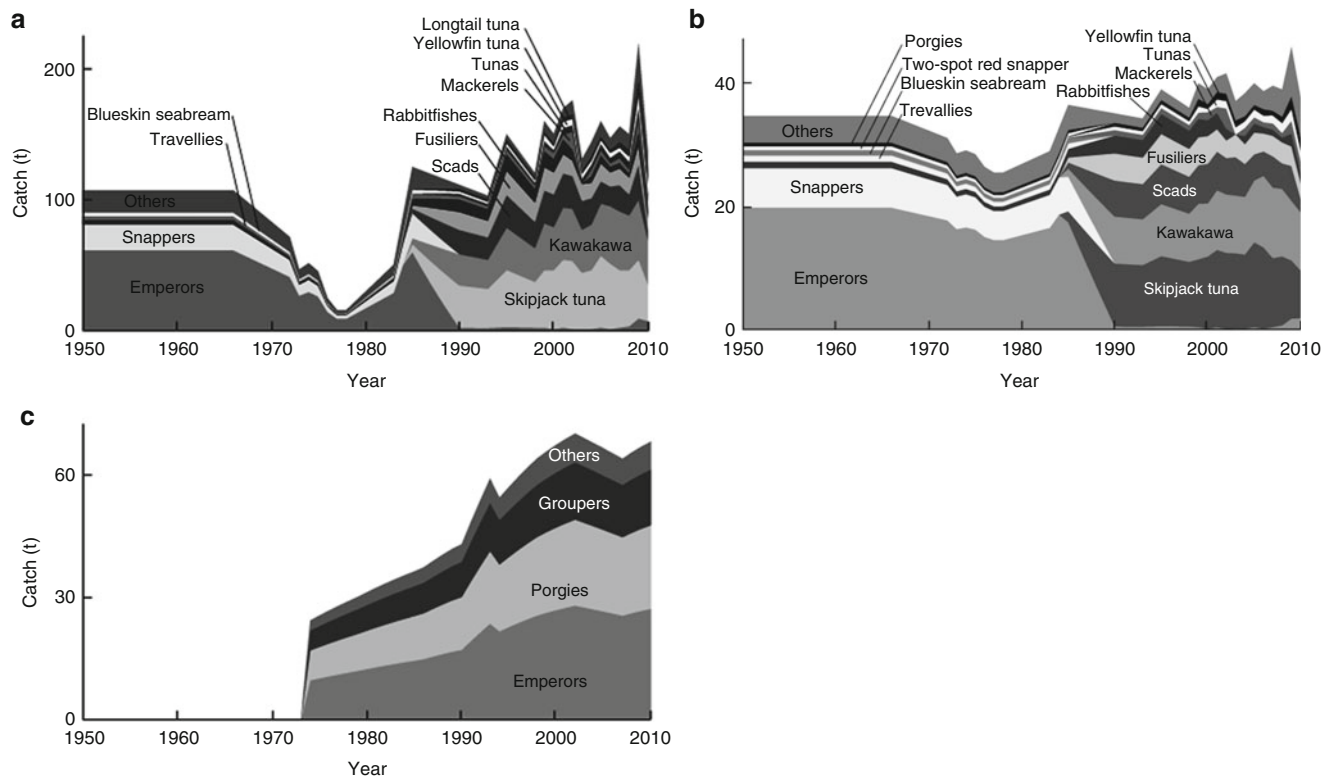 a
Catch (t)
200
100
0
Longtail tuna
Yellowfin tuna
Tunas
Mackerels
Rabbitfishes
Fusiliers
Scads
Blueskin seabream
Travellies
Others
Snappers
Emperors
Kawakawa
Skipjack tuna
1950 1960 1970 1980 1990 2000 2010
Year
b
Catch (t)
40
20
0
Porgies
Two-spot red snapper
Blueskin seabream
Trevallies
Yellowfin tuna
Tunas
Mackerels
Rabbitfishes
Others
Snappers
Emperors
Fusiliers
Scads
Kawakawa
Skipjack tuna
1950 1960 1970 1980 1990 2000 2010
Year
c
Catch (t)
60
30
0
Others
Groupers
Porgies
Emperors
1950 1960 1970 1980 1990 2000 2010
Year